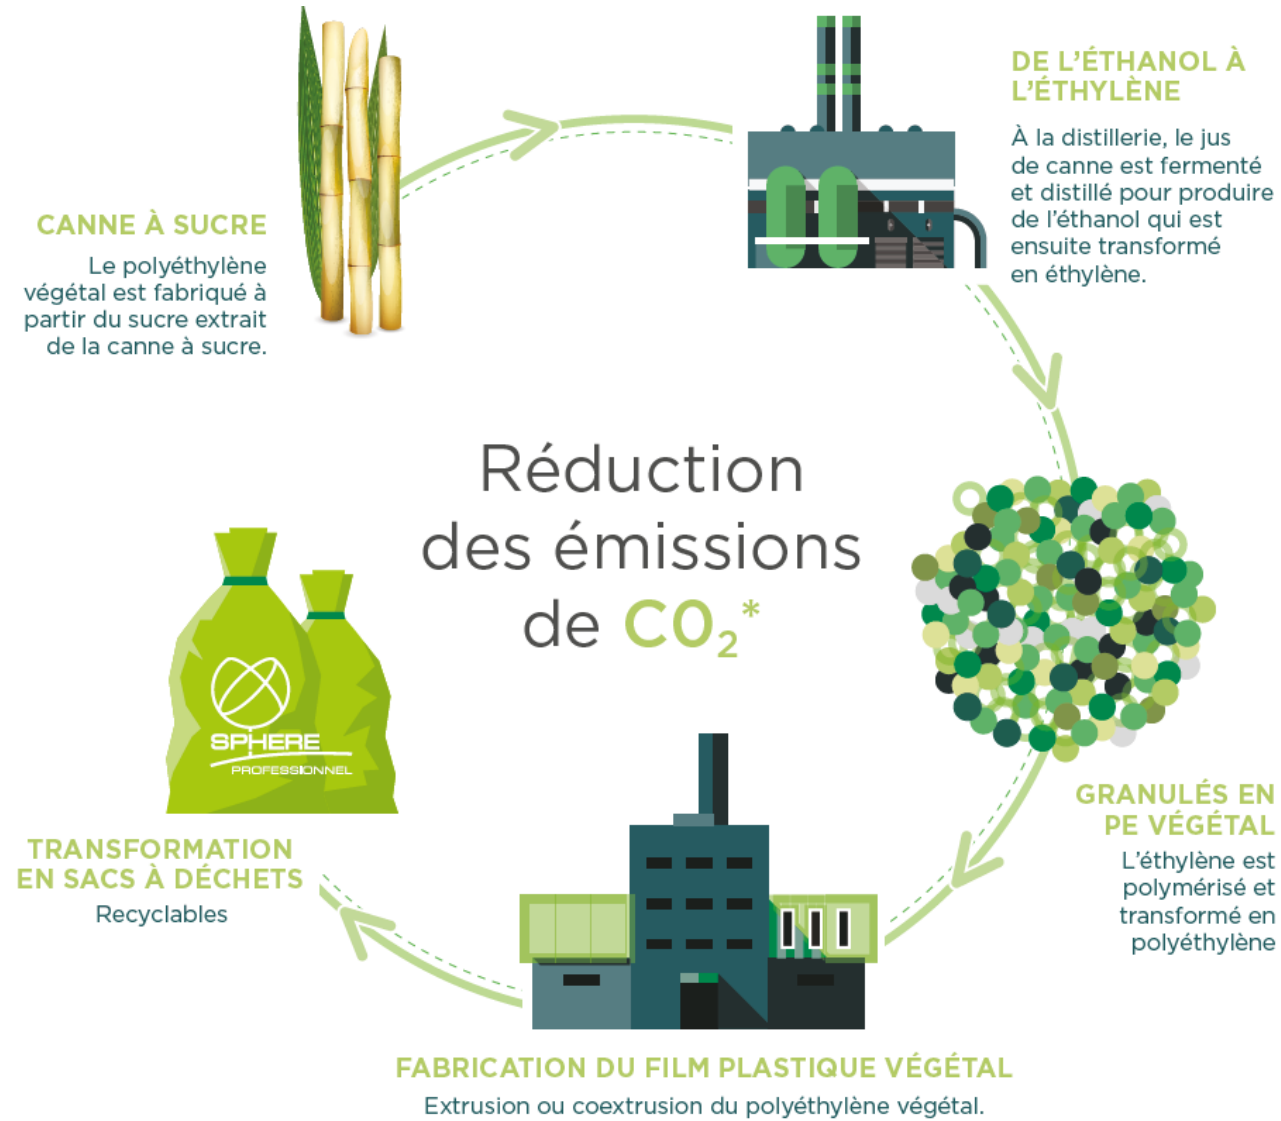 CANNE À SUCRE
Le polyéthylène
végétal est fabriqué à
partir du sucre extrait
de la canne à sucre.
DE L'ÉTHANOL À
L'ÉTHYLÈNE
À la distillerie, le jus
de canne est fermenté
et distillé pour produire
de l'éthanol qui est
ensuite transformé
en éthylène.
Réduction
des émissions
de CO₂*
GRANULÉS EN
PE VÉGÉTAL
L'éthylène est
polymérisé et
transformé en
polyéthylène
FABRICATION DU FILM PLASTIQUE VÉGÉTAL
Extrusion ou coextrusion du polyéthylène végétal.
SPHERE
PROFESSIONNEL
TRANSFORMATION
EN SACS À DÉCHETS
Recyclables